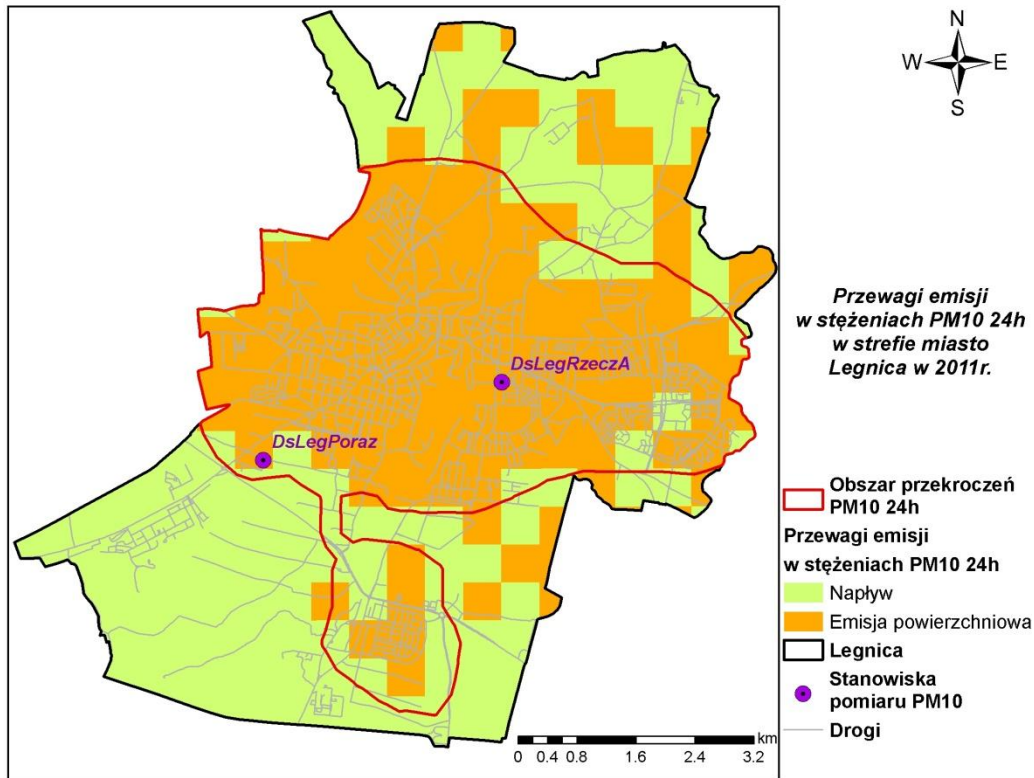 N
W E
S
Przewagi emisji
w stężeniach PM10 24h
w strefie miasto
Legnica w 2011r.
DsLegRzeczA
DsLegPoraz
Obszar przekroczeń
PM10 24h
Przewagi emisji
w stężeniach PM10 24h
Napływ
Emisja powierzchniowa
Legnica
Stanowiska
pomiaru PM10
Drogi
km
0 0.4 0.8 1.6 2.4 3.2